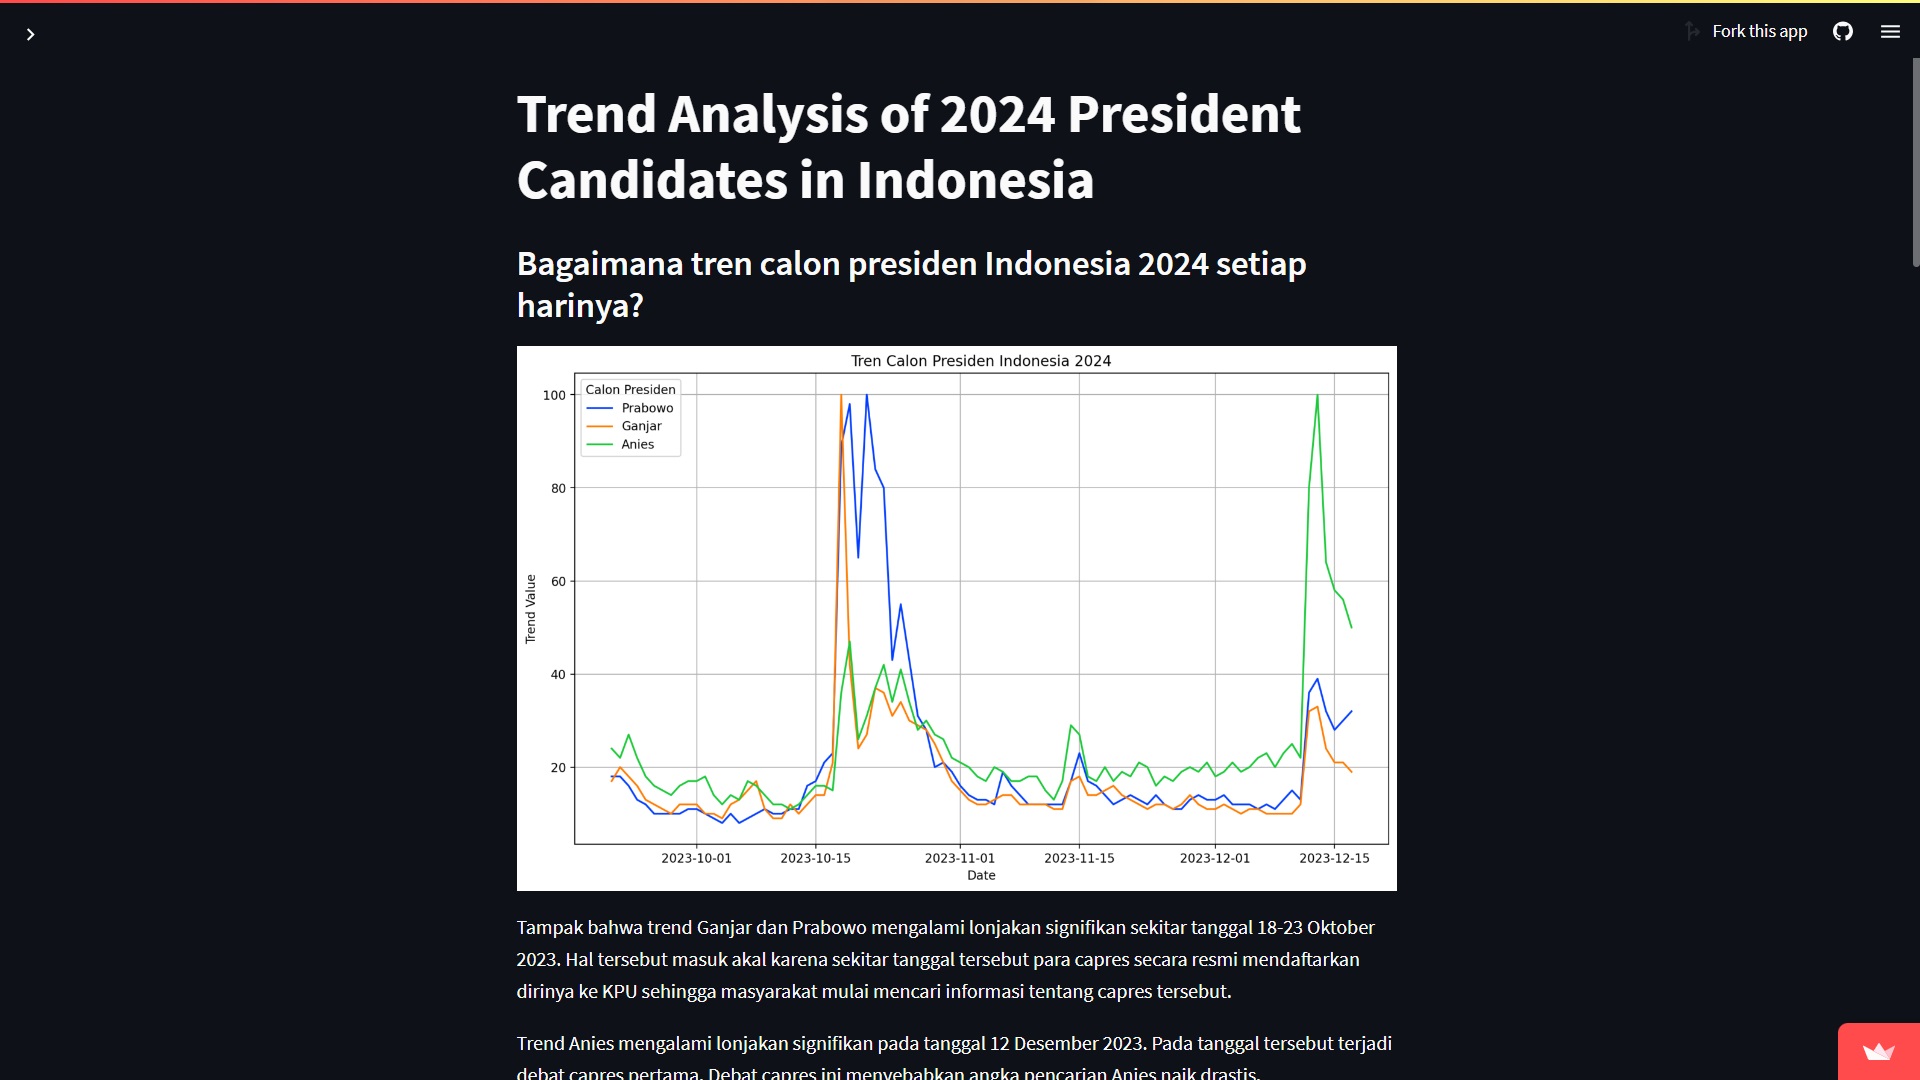 Fork this app
Trend Analysis of 2024 President
Candidates in Indonesia
Bagaimana tren calon presiden Indonesia 2024 setiap
harinya?
Tren Calon Presiden Indonesia 2024
Calon Presiden
Prabowo
Ganjar
Anies
100
80
60
40
20
Trend Value
2023-10-01
2023-10-15
2023-11-01
2023-11-15
2023-12-01
2023-12-15
Date
Tampak bahwa trend Ganjar dan Prabowo mengalami lonjakan signifikan sekitar tanggal 18-23 Oktober
2023. Hal tersebut masuk akal karena sekitar tanggal tersebut para capres secara resmi mendaftarkan
dirinya ke KPU sehingga masyarakat mulai mencari informasi tentang capres tersebut.
Trend Anies mengalami lonjakan signifikan pada tanggal 12 Desember 2023. Pada tanggal tersebut terjadi
debat capres pertama. Debat capres ini menyebabkan angka pencarian Anies naik drastis.